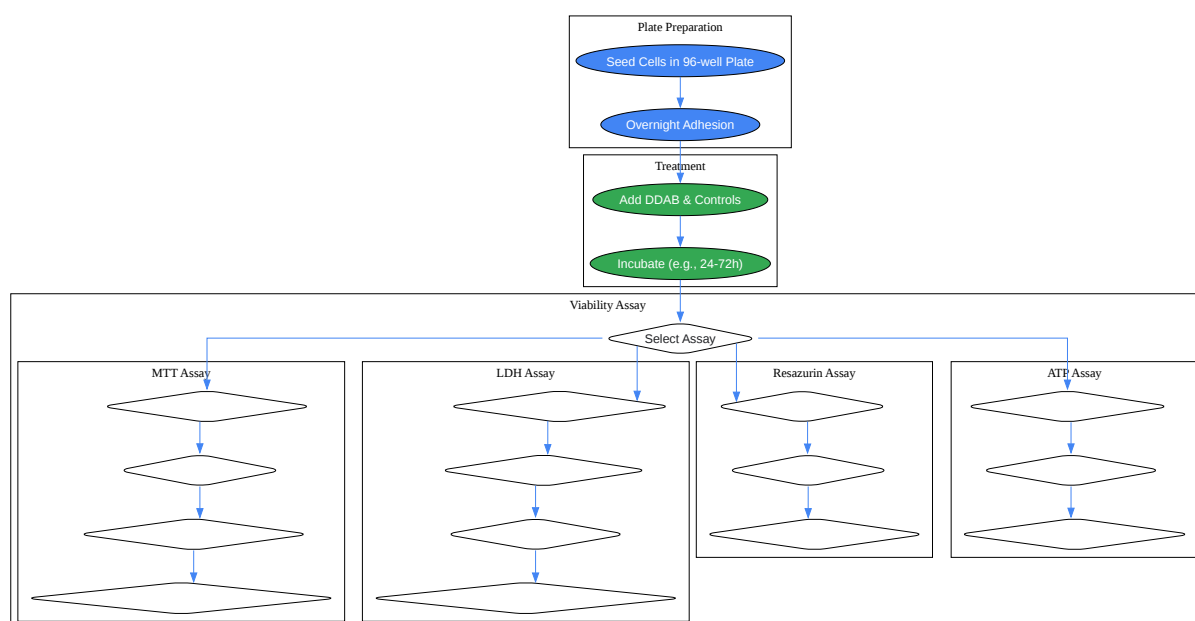 Plate Preparation
Seed Cells in 96-well Plate
Overnight Adhesion
Treatment
Add DDAB & Controls
Incubate (e.g., 24-72h)
Viability Assay
Select Assay
MTT Assay
LDH Assay
Resazurin Assay
ATP Assay